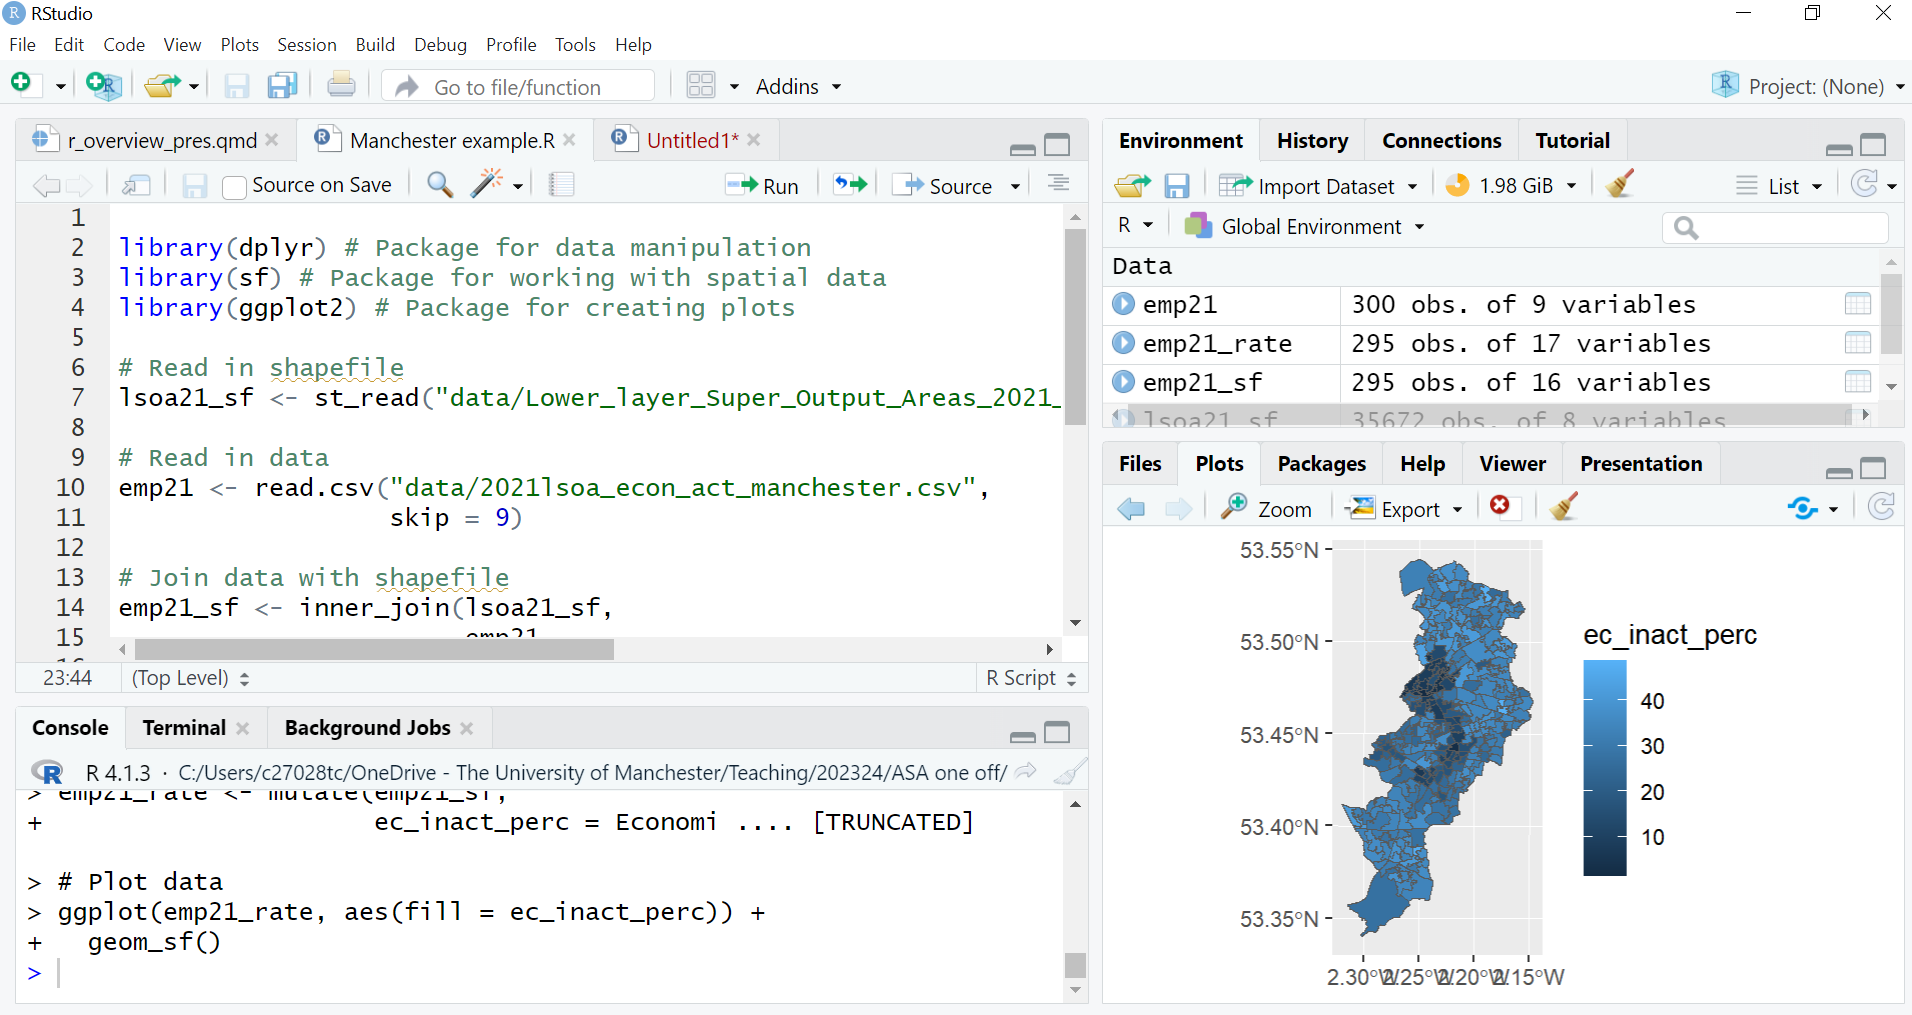 RStudio
File Edit Code View Plots Session Build Debug Profile Tools Help
Go to file/function
Addins
Project: (None)
r_overview_pres.qmd
Manchester example.R
Untitled1*
Source on Save
Run
Source
1
2 library(dplyr) # Package for data manipulation
3 library(sf) # Package for working with spatial data
4 library(ggplot2) # Package for creating plots
5
6 # Read in shapefile
7 lsoa21_sf <- st_read("data/Lower_layer_Super_Output_Areas_2021_
8
9 # Read in data
10 emp21 <- read.csv("data/2021lsoa_econ_act_manchester.csv",
11 skip = 9)
12
13 # Join data with shapefile
14 emp21_sf <- inner_join(lsoa21_sf,
15 emp21
16
23:44 (Top Level) R Script
Console Terminal Background Jobs
R 4.1.3 · C:/Users/c27028tc/OneDrive - The University of Manchester/Teaching/202324/ASA one off/
> emp21_rate <- mutate(emp21_sf,
+ ec_inact_perc = Economi .... [TRUNCATED]
> # Plot data
> ggplot(emp21_rate, aes(fill = ec_inact_perc)) +
+ geom_sf()
>
Environment History Connections Tutorial
Import Dataset 1.98 GiB List
R Global Environment
Data
emp21 300 obs. of 9 variables
emp21_rate 295 obs. of 17 variables
emp21_sf 295 obs. of 16 variables
lsoa21_sf 35672 obs. of 8 variables
Files Plots Packages Help Viewer Presentation
Zoom Export
53.55°N
53.50°N
53.45°N
53.40°N
53.35°N
2.30°W 2.25°W 2.20°W 2.15°W
ec_inact_perc
40
30
20
10